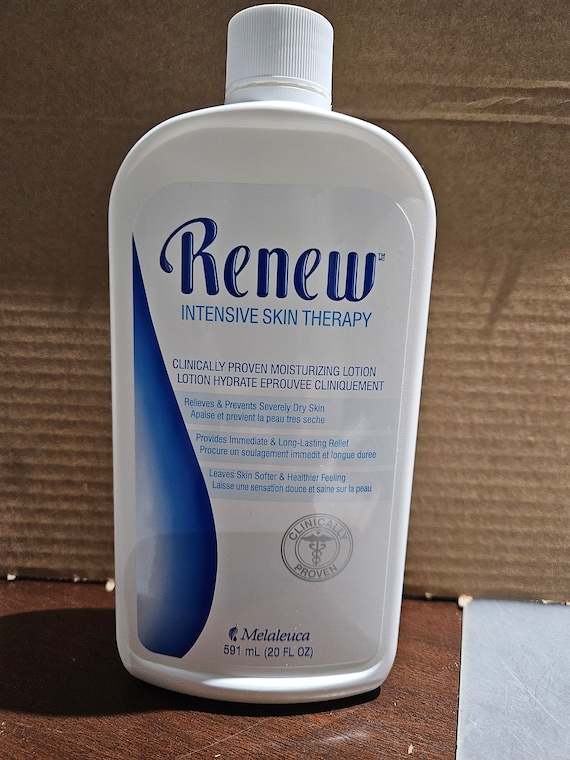 Renew™
INTENSIVE SKIN THERAPY
CLINICALLY PROVEN MOISTURIZING LOTION
LOTION HYDRATE EPROUVEE CLINIQUEMENT
Relieves & Prevents Severely Dry Skin
Apaise et previent la peau tres seche
Provides Immediate & Long-Lasting Relief
Procure un soulagement immedit et longue duree
Leaves Skin Softer & Healthier Feeling
Laisse une sensation douce et saine sur la peau
CLINICALLY
PROVEN
Melaleuca
591 mL (20 FL OZ)